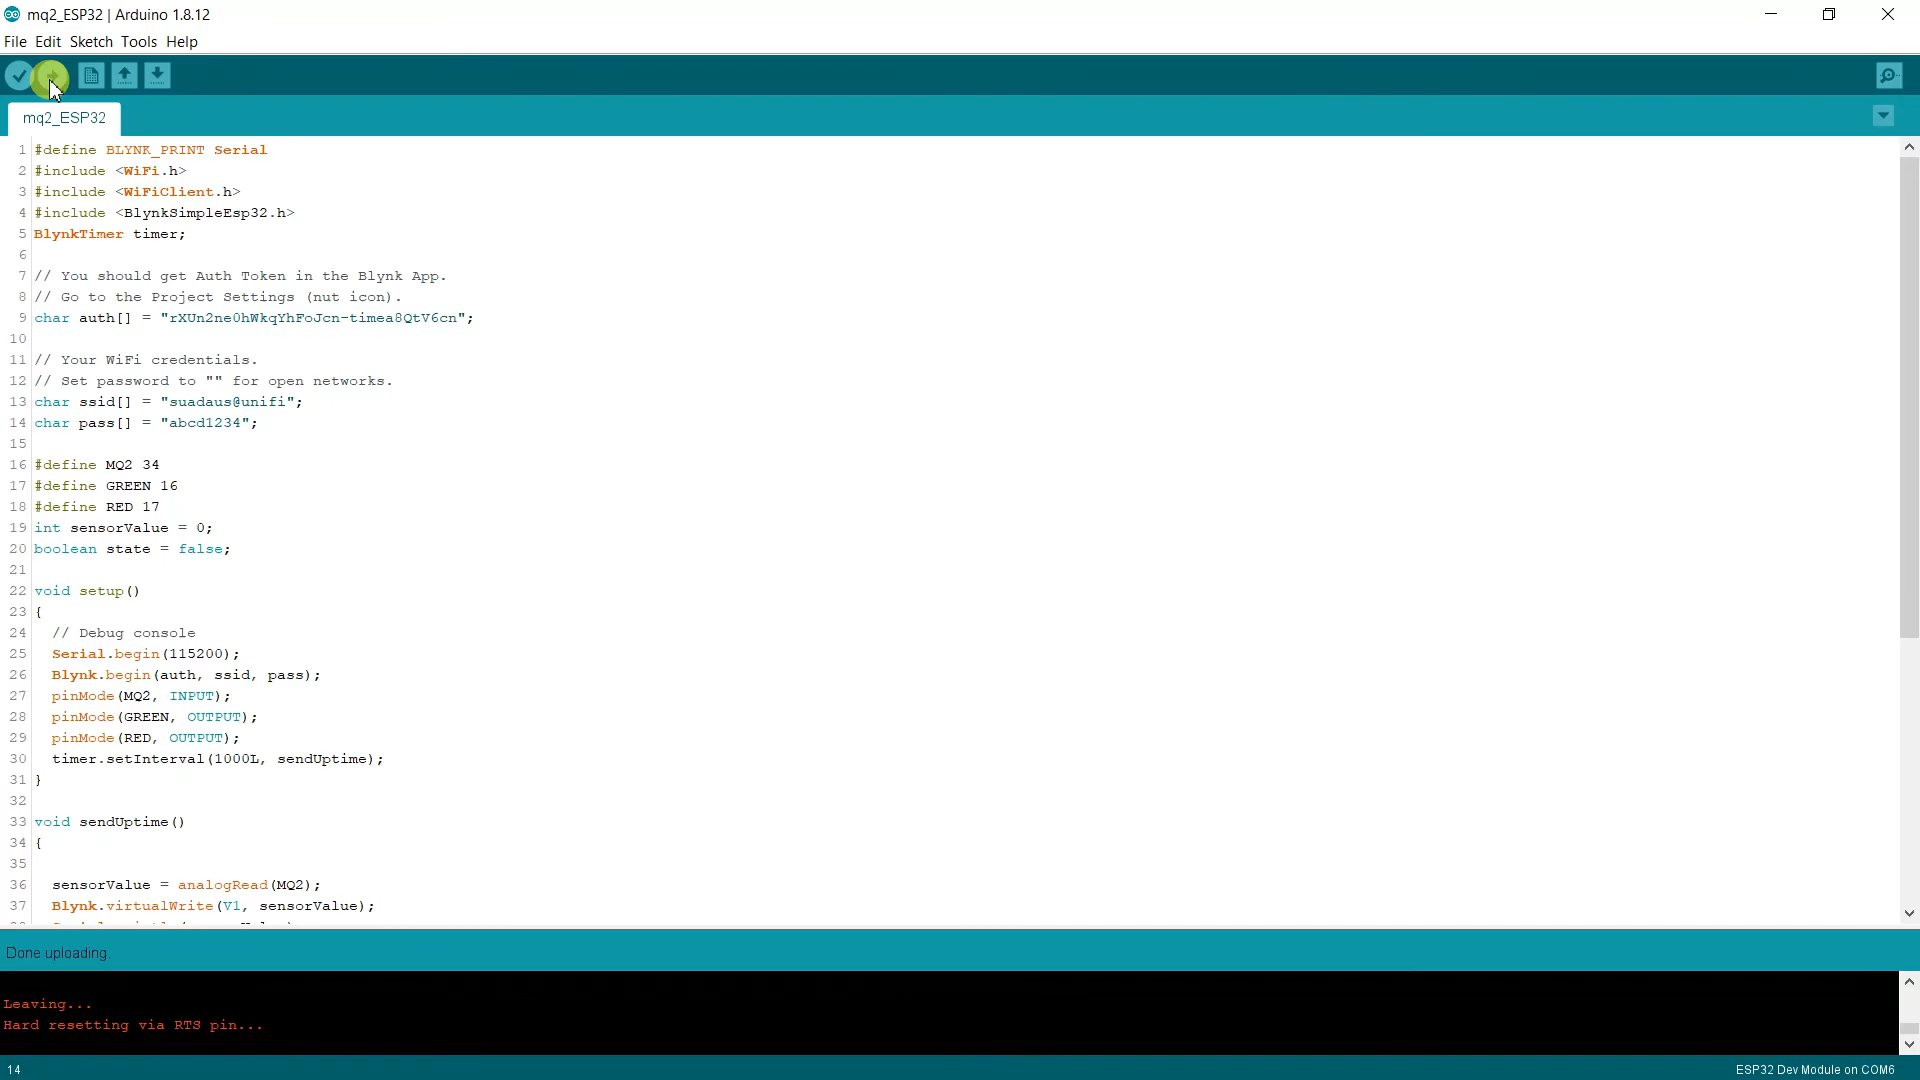 mq2_ESP32 | Arduino 1.8.12
File Edit Sketch Tools Help
mq2_ESP32
1 #define BLYNK_PRINT Serial
2 #include <WiFi.h>
3 #include <WiFiClient.h>
4 #include <BlynkSimpleEsp32.h>
5 BlynkTimer timer;
6
7 // You should get Auth Token in the Blynk App.
8 // Go to the Project Settings (nut icon).
9 char auth[] = "rXUn2ne0hWkqYhFoJcn-timea8QtV6cn";
10
11 // Your WiFi credentials.
12 // Set password to "" for open networks.
13 char ssid[] = "suadaus@unifi";
14 char pass[] = "abcd1234";
15
16 #define MQ2 34
17 #define GREEN 16
18 #define RED 17
19 int sensorValue = 0;
20 boolean state = false;
21
22 void setup()
23 {
24 // Debug console
25 Serial.begin(115200);
26 Blynk.begin(auth, ssid, pass);
27 pinMode(MQ2, INPUT);
28 pinMode(GREEN, OUTPUT);
29 pinMode(RED, OUTPUT);
30 timer.setInterval(1000L, sendUptime);
31 }
32
33 void sendUptime()
34 {
35
36 sensorValue = analogRead(MQ2);
37 Blynk.virtualWrite(V1, sensorValue);
Done uploading.
Leaving...
Hard resetting via RTS pin...
14
ESP32 Dev Module on COM6